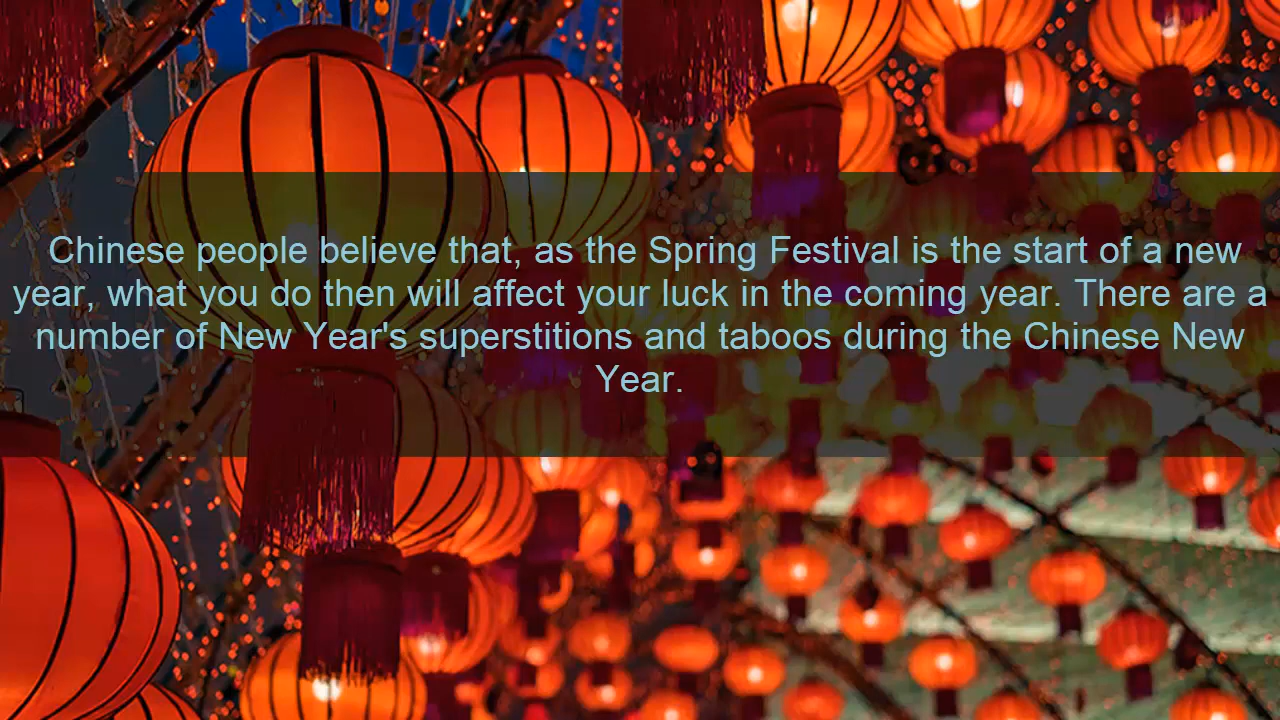 Chinese people believe that, as the Spring Festival is the start of a new
year, what you do then will affect your luck in the coming year. There are a
number of New Year's superstitions and taboos during the Chinese New
Year.